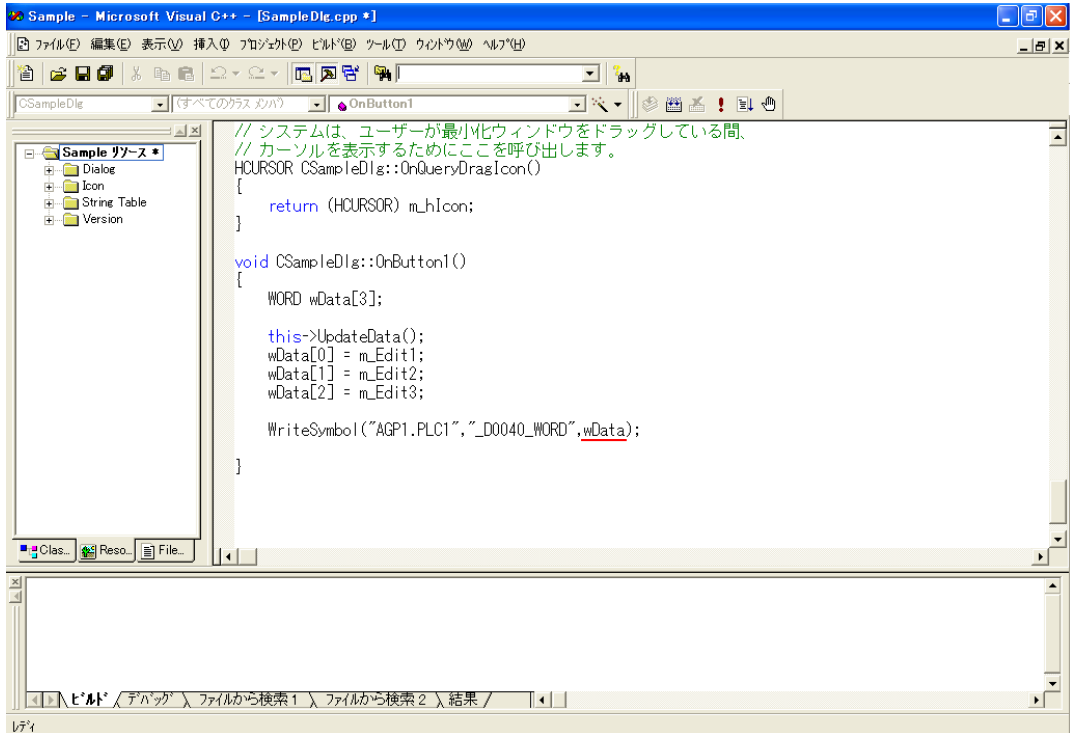 Sample - Microsoft Visual C++ - [SampleDlg.cpp *]
ファイル(F) 編集(E) 表示(V) 挿入(I) プロジェクト(P) ビルド(B) ツール(T) ウィンドウ(W) ヘルプ(H)
CSampleDlg (すべてのクラス メンバ) OnButton1
Sample リソース *
Dialog
Icon
String Table
Version
// システムは、ユーザーが最小化ウィンドウをドラッグしている間、
// カーソルを表示するためにここを呼び出します。
HCURSOR CSampleDlg::OnQueryDragIcon()
{
return (HCURSOR) m_hIcon;
}
void CSampleDlg::OnButton1()
{
WORD wData[3];
this->UpdateData();
wData[0] = m_Edit1;
wData[1] = m_Edit2;
wData[2] = m_Edit3;
WriteSymbol("AGP1.PLC1","_D0040_WORD",wData);
}
Clas... Reso... File...
ビルド デバッグ ファイルから検索1 ファイルから検索2 結果
レディ